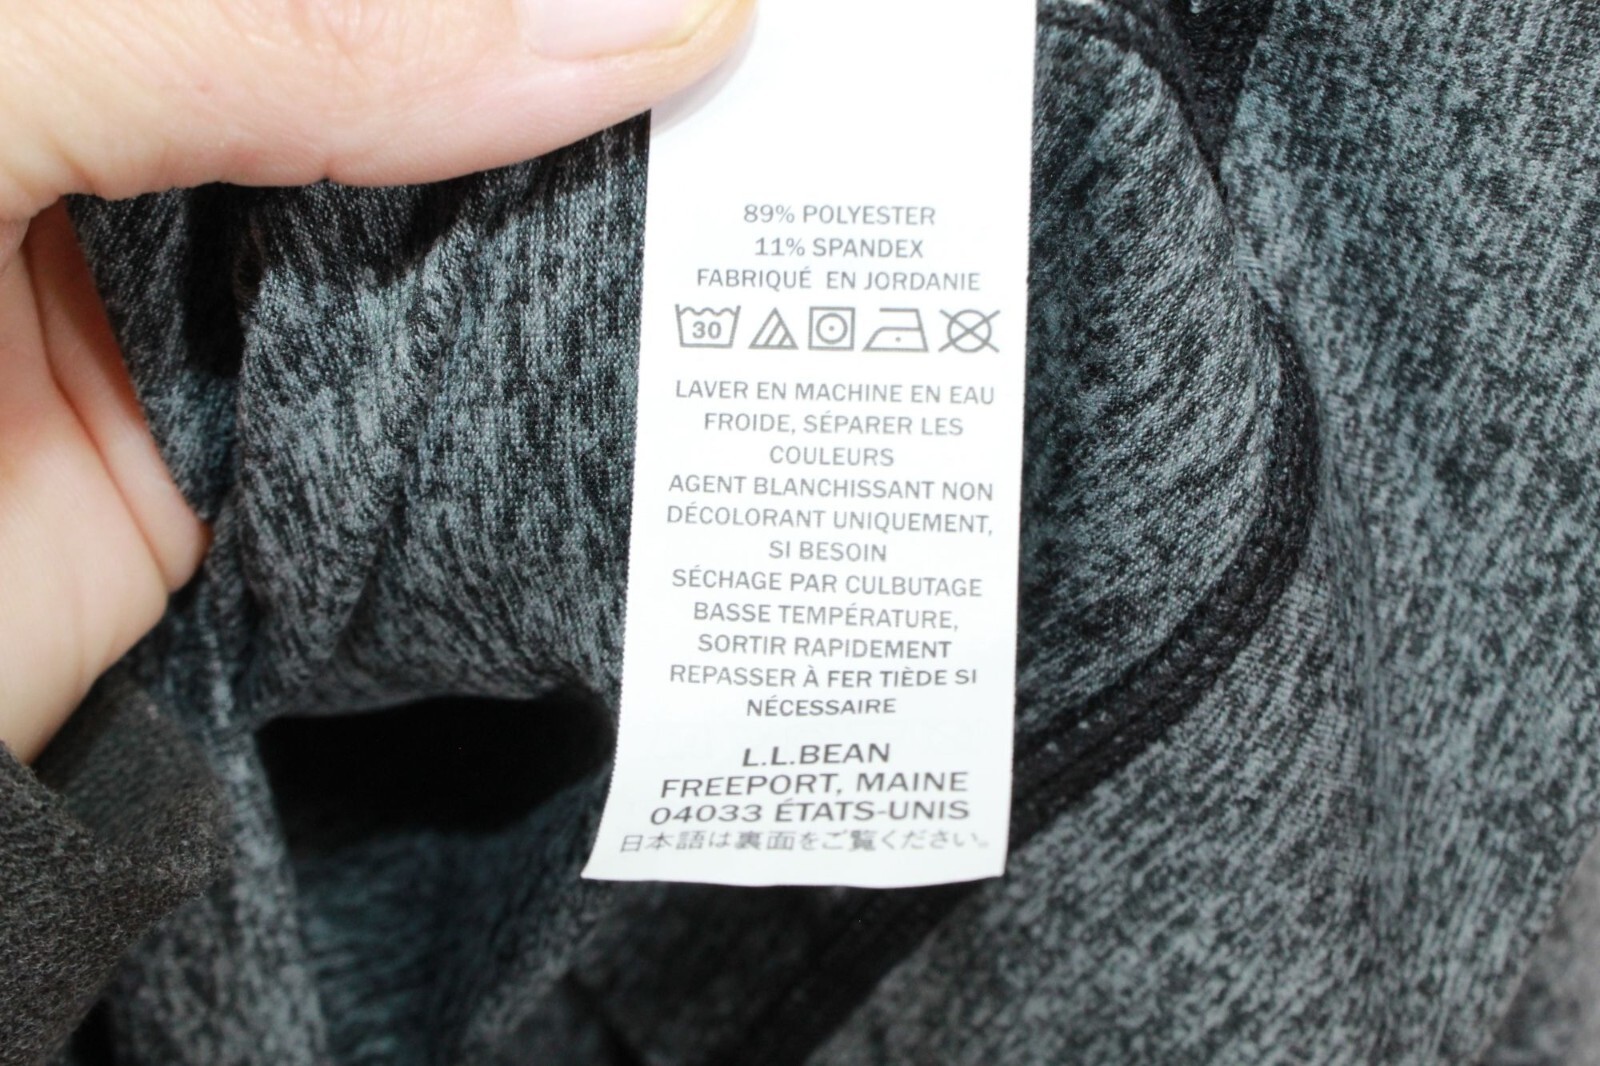 89% POLYESTER
11% SPANDEX
FABRIQUÉ EN JORDANIE
30
LAVER EN MACHINE EN EAU
FROIDE, SÉPARER LES
COULEURS
AGENT BLANCHISSANT NON
DÉCOLORANT UNIQUEMENT,
SI BESOIN
SÉCHAGE PAR CULBUTAGE
BASSE TEMPÉRATURE,
SORTIR RAPIDEMENT
REPASSER À FER TIÈDE SI
NÉCESSAIRE
L.L.BEAN
FREEPORT, MAINE
04033 ÉTATS-UNIS
日本語は裏面をご覧ください。